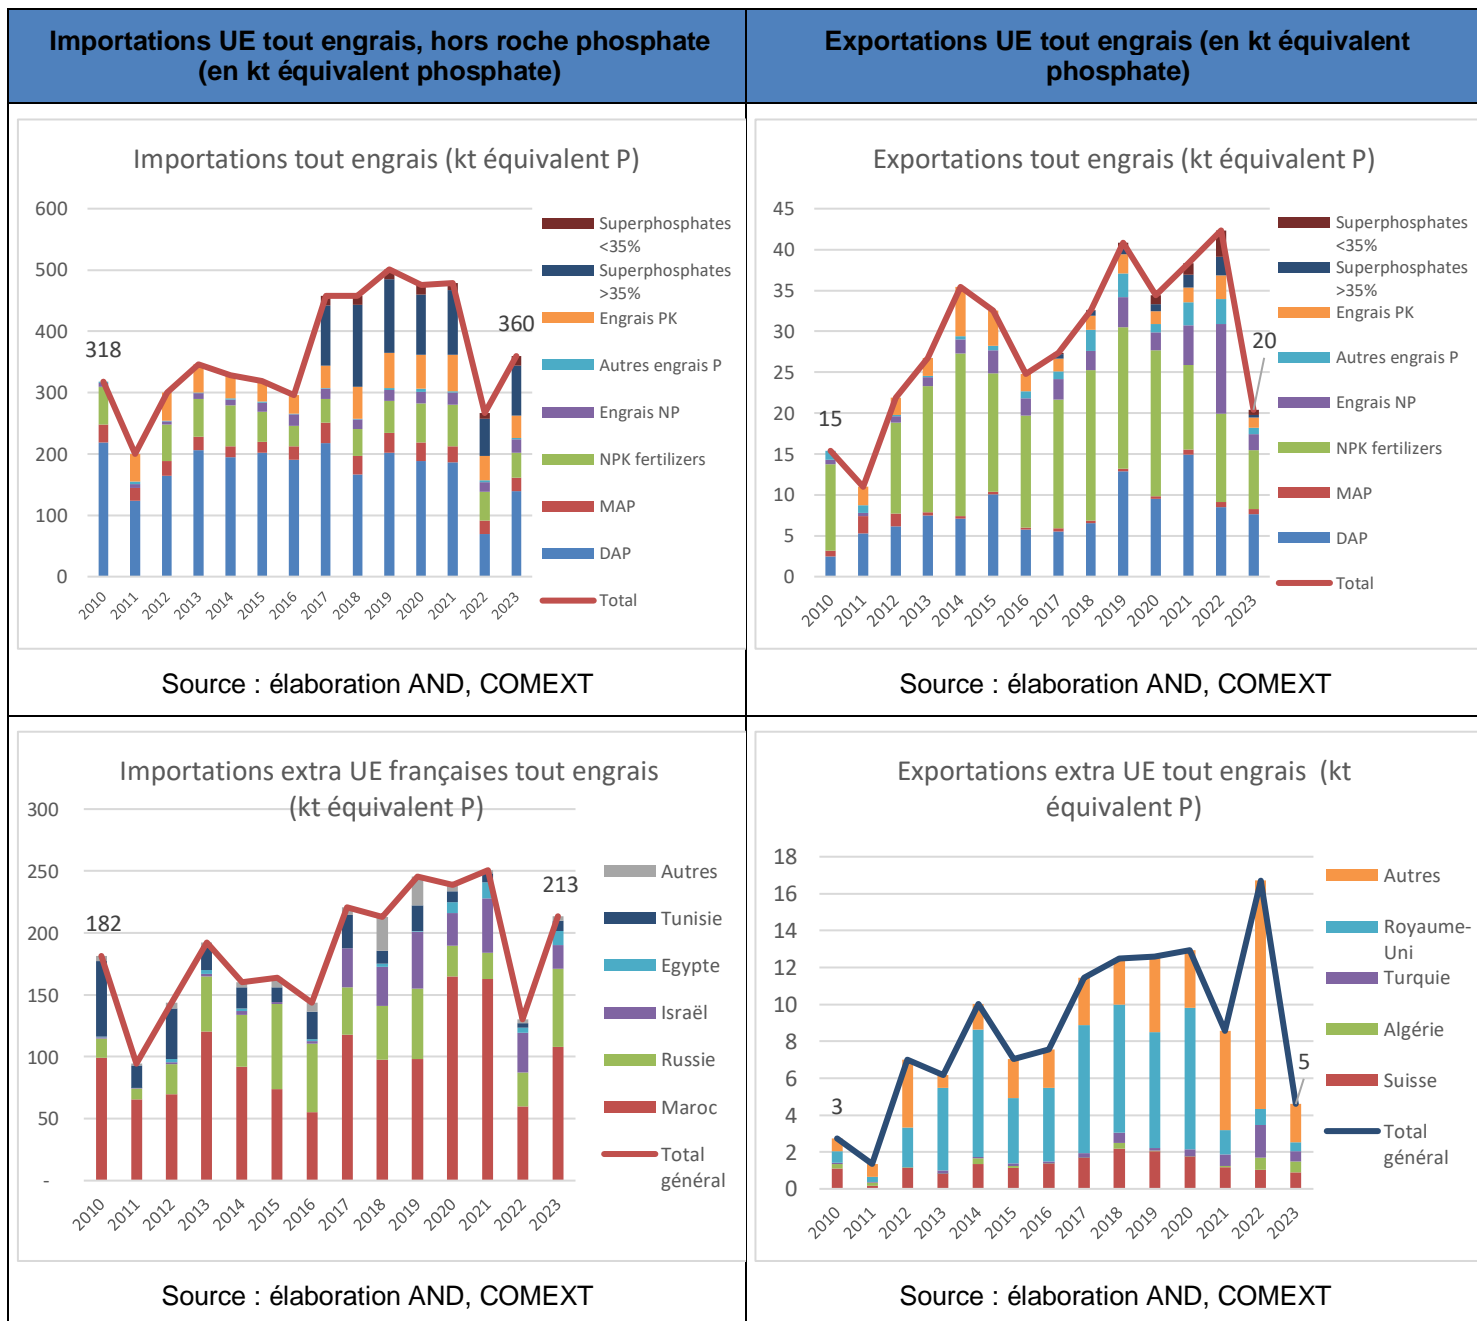 Importations UE tout engrais, hors roche phosphate
(en kt équivalent phosphate)
Exportations UE tout engrais (en kt équivalent
phosphate)
Importations tout engrais (kt équivalent P)
600
500
400
300
200
100
0
318
360
2010 2011 2012 2013 2014 2015 2016 2017 2018 2019 2020 2021 2022 2023
Superphosphates
<35%
Superphosphates
>35%
Engrais PK
Autres engrais P
Engrais NP
NPK fertilizers
MAP
DAP
Total
Source : élaboration AND, COMEXT
Exportations tout engrais (kt équivalent P)
45
40
35
30
25
20
15
10
5
0
15
20
2010 2011 2012 2013 2014 2015 2016 2017 2018 2019 2020 2021 2022 2023
Superphosphates
<35%
Superphosphates
>35%
Engrais PK
Autres engrais P
Engrais NP
NPK fertilizers
MAP
DAP
Total
Source : élaboration AND, COMEXT
Importations extra UE françaises tout engrais
(kt équivalent P)
300
250
200
150
100
50
-
182
213
2010 2011 2012 2013 2014 2015 2016 2017 2018 2019 2020 2021 2022 2023
Autres
Tunisie
Egypte
Israël
Russie
Maroc
Total
général
Source : élaboration AND, COMEXT
Exportations extra UE tout engrais (kt
équivalent P)
18
16
14
12
10
8
6
4
2
0
3
5
2010 2011 2012 2013 2014 2015 2016 2017 2018 2019 2020 2021 2022 2023
Autres
Royaume-
Uni
Turquie
Algérie
Suisse
Total
général
Source : élaboration AND, COMEXT